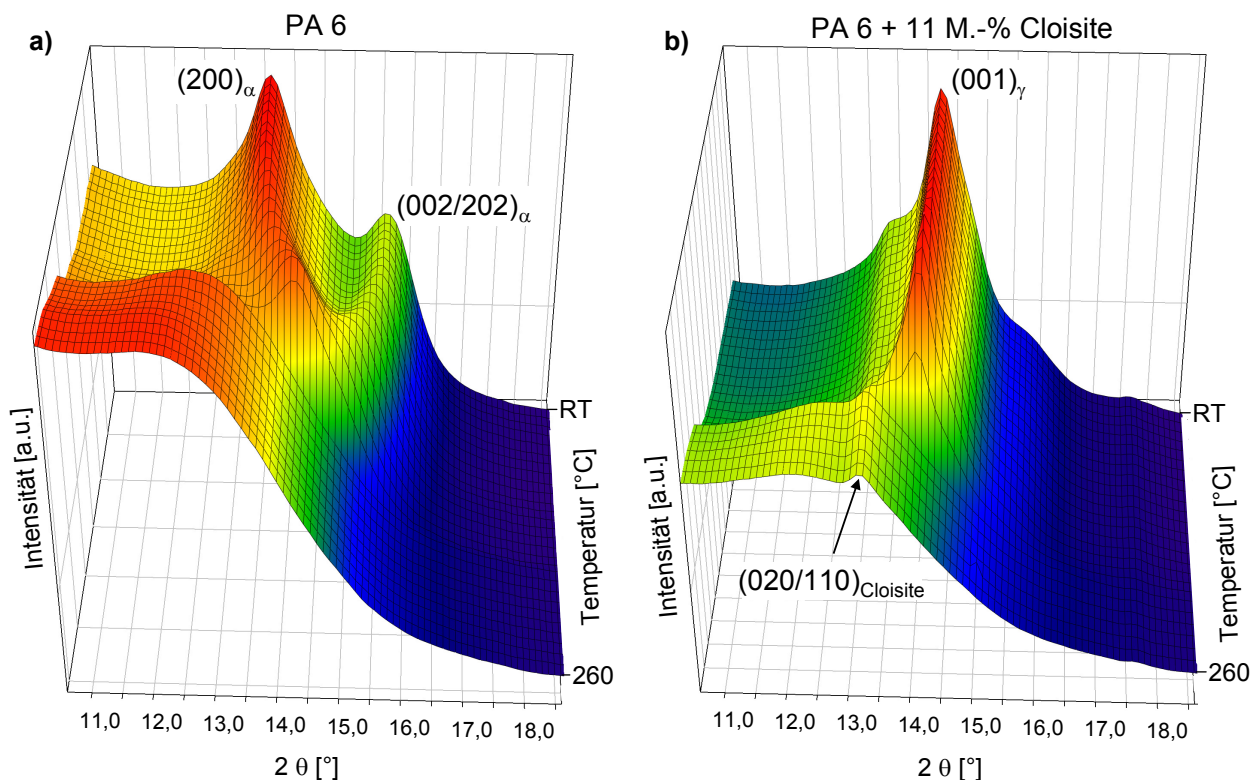 a)
PA 6
(200)α
(002/202)α
Intensität [a.u.]
RT
Temperatur [°C]
260
11,0 12,0 13,0 14,0 15,0 16,0 17,0 18,0
2 θ [°]
b)
PA 6 + 11 M.-% Cloisite
(001)γ
(020/110)Cloisite
Intensität [a.u.]
RT
Temperatur [°C]
260
11,0 12,0 13,0 14,0 15,0 16,0 17,0 18,0
2 θ [°]